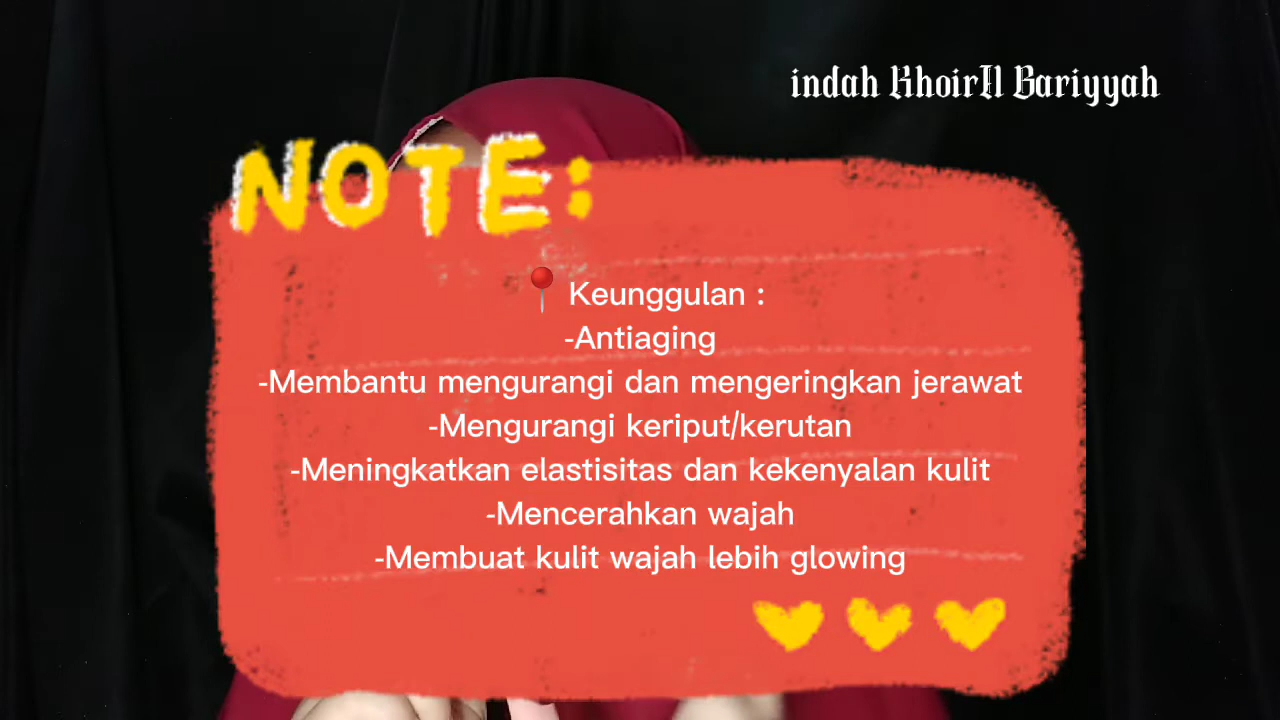 indah KhoirIl Bariyyah
NOTE:
📍 Keunggulan :
-Antiaging
-Membantu mengurangi dan mengeringkan jerawat
-Mengurangi keriput/kerutan
-Meningkatkan elastisitas dan kekenyalan kulit
-Mencerahkan wajah
-Membuat kulit wajah lebih glowing